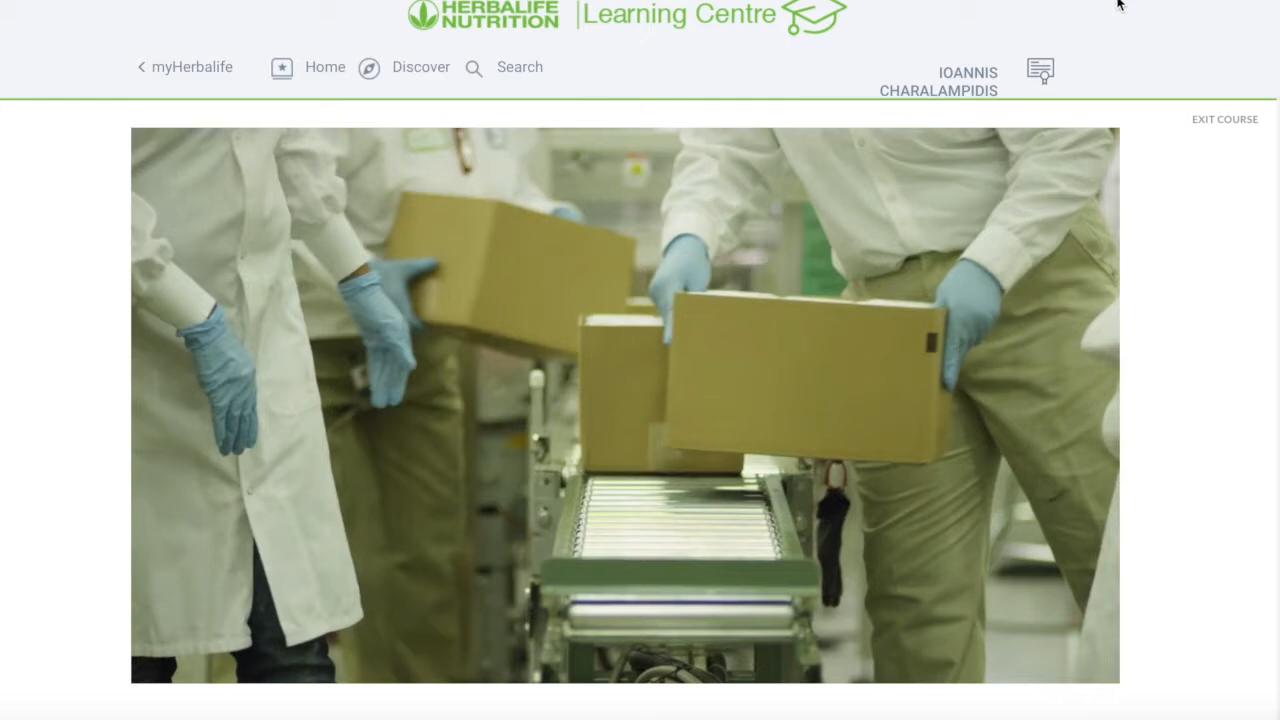 HERBALIFE NUTRITION | Learning Centre
< myHerbalife Home Discover Search
IOANNIS
CHARALAMPIDIS
EXIT COURSE